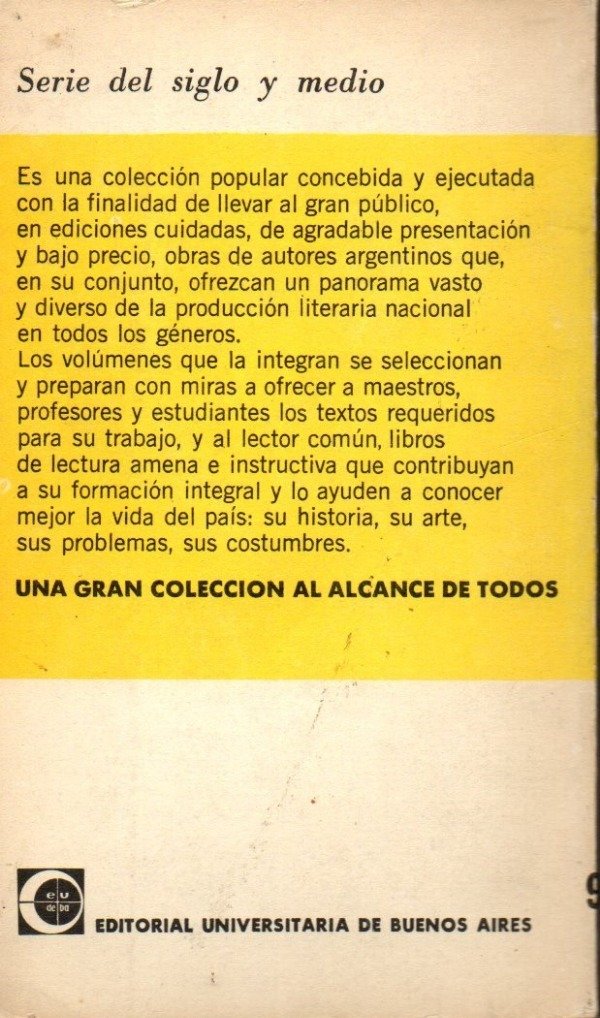 Serie del siglo y medio
Es una colección popular concebida y ejecutada
con la finalidad de llevar al gran público,
en ediciones cuidadas, de agradable presentación
y bajo precio, obras de autores argentinos que,
en su conjunto, ofrezcan un panorama vasto
y diverso de la producción literaria nacional
en todos los géneros.
Los volúmenes que la integran se seleccionan
y preparan con miras a ofrecer a maestros,
profesores y estudiantes los textos requeridos
para su trabajo, y al lector común, libros
de lectura amena e instructiva que contribuyan
a su formación integral y lo ayuden a conocer
mejor la vida del país: su historia, su arte,
sus problemas, sus costumbres.
UNA GRAN COLECCION AL ALCANCE DE TODOS
eu
deba
EDITORIAL UNIVERSITARIA DE BUENOS AIRES